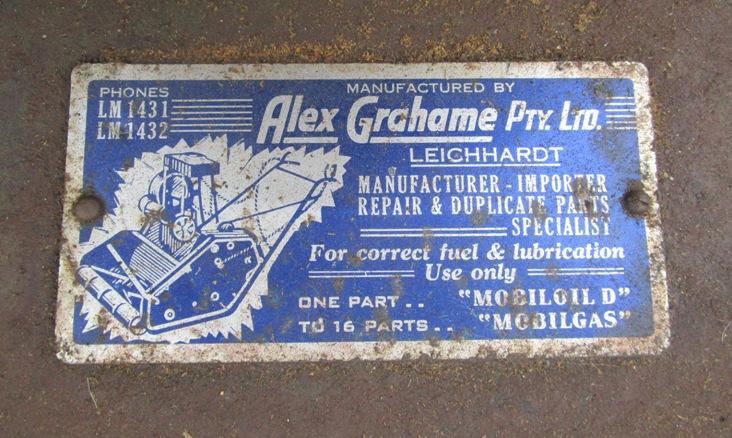 PHONES
LM 1431
LM 1432
MANUFACTURED BY
Alex Grahame PTY. LTD.
LEICHHARDT
MANUFACTURER - IMPORTER
REPAIR & DUPLICATE PARTS
SPECIALIST
For correct fuel & lubrication
Use only
ONE PART . . "MOBILOIL D"
TO 16 PARTS . . "MOBILGAS"